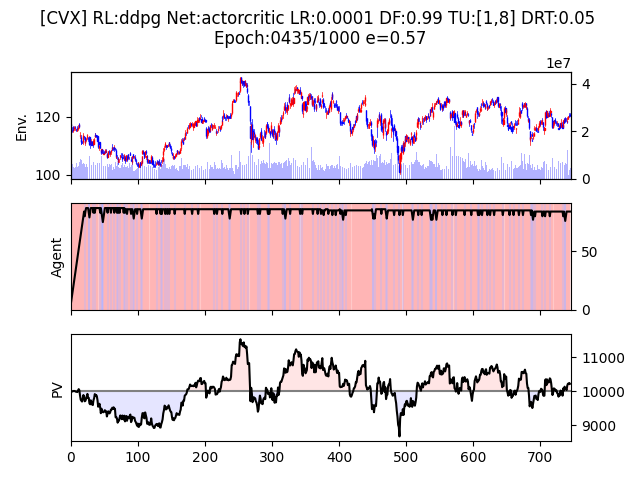 [CVX] RL:ddpg Net:actorcritic LR:0.0001 DF:0.99 TU:[1,8] DRT:0.05
Epoch:0435/1000 e=0.57
1e7
Env.
120
100
4
2
0
Agent
50
0
PV
11000
10000
9000
0 100 200 300 400 500 600 700